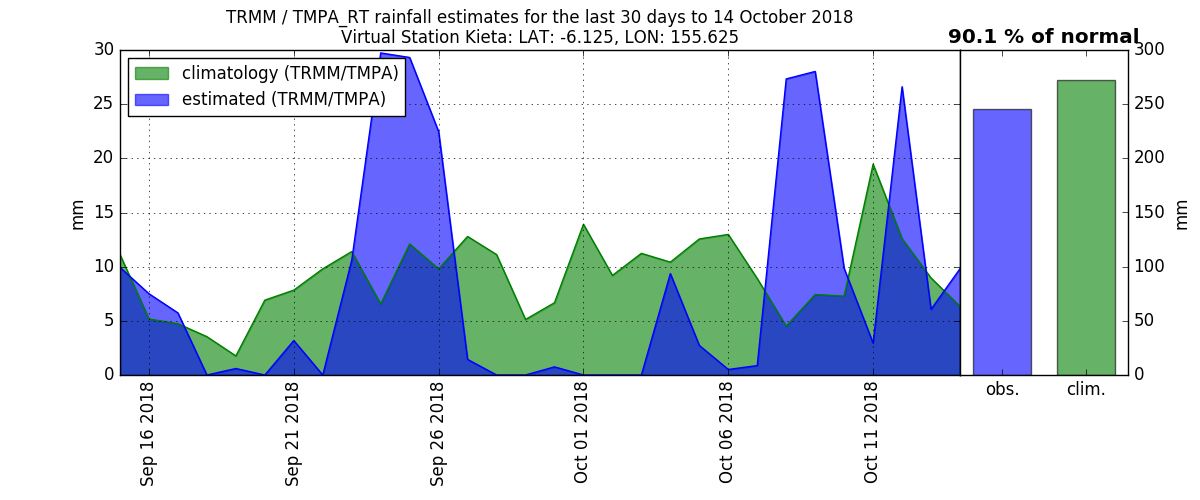 TRMM / TMPA_RT rainfall estimates for the last 30 days to 14 October 2018
Virtual Station Kieta: LAT: -6.125, LON: 155.625
90.1 % of normal
climatology (TRMM/TMPA)
estimated (TRMM/TMPA)
30
25
20
15
10
5
0
mm
Sep 16 2018
Sep 21 2018
Sep 26 2018
Oct 01 2018
Oct 06 2018
Oct 11 2018
300
250
200
150
100
50
0
mm
obs.
clim.